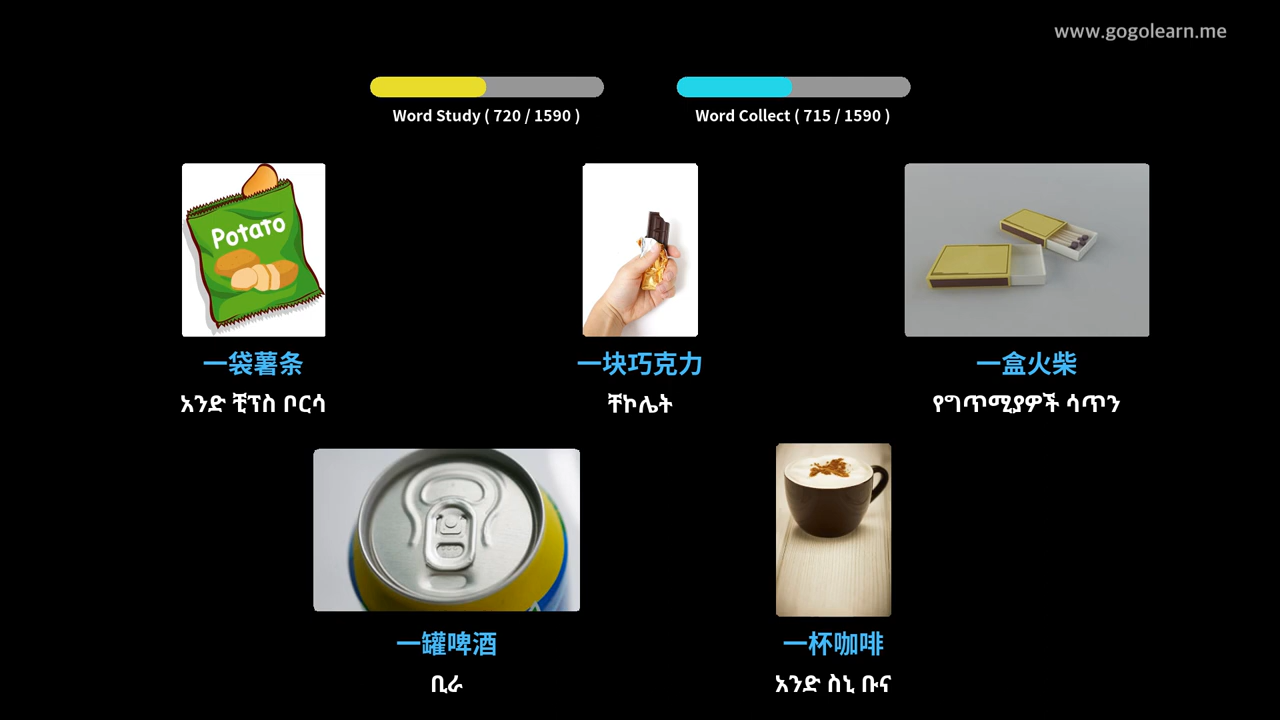 www.gogolearn.me
Word Study ( 720 / 1590 )
Word Collect ( 715 / 1590 )
Potato
一袋薯条
一块巧克力
一盒火柴
አንድ ቺፕስ ቦርሳ
ቸኮሌት
የግጥሚያዎች ሳጥን
一罐啤酒
一杯咖啡
ቢራ
አንድ ስኒ ቡና